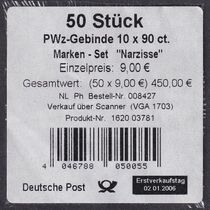 50 Stück
PWz-Gebinde 10 x 90 ct.
Marken - Set "Narzisse"
Einzelpreis: 9,00 €
Gesamtwert: (50 x 9,00 €) 450,00 €
NL Ph Bestell-Nr. 008427
Verkauf über Scanner (VGA 1703)
Produkt-Nr. 1620 03781
4 046788 050055
Deutsche Post
Erstverkaufstag
02.01.2006